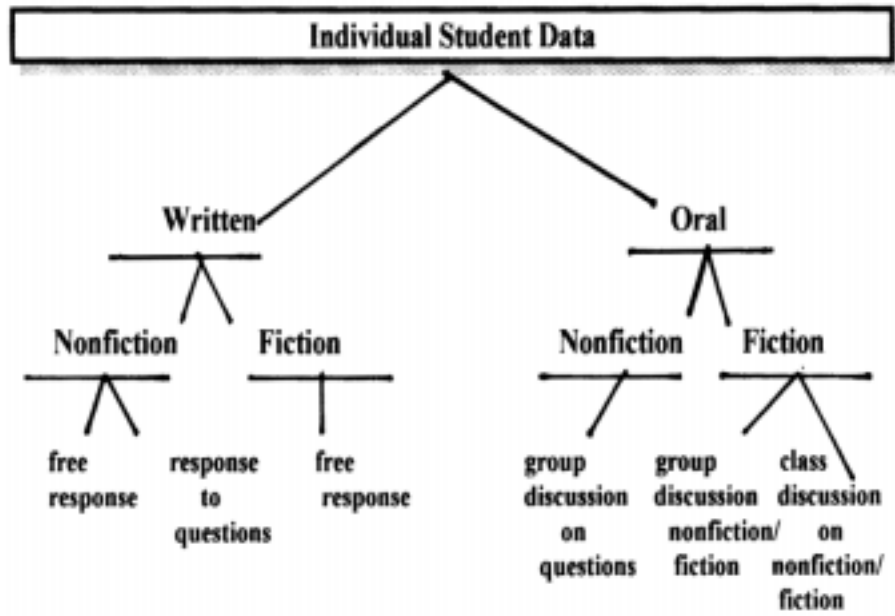 Individual Student Data
Written
Oral
Nonfiction
Fiction
Nonfiction
Fiction
free
response
response
to
questions
free
response
group
discussion
on
questions
group
discussion
nonfiction/
fiction
class
discussion
on
nonfiction/
fiction